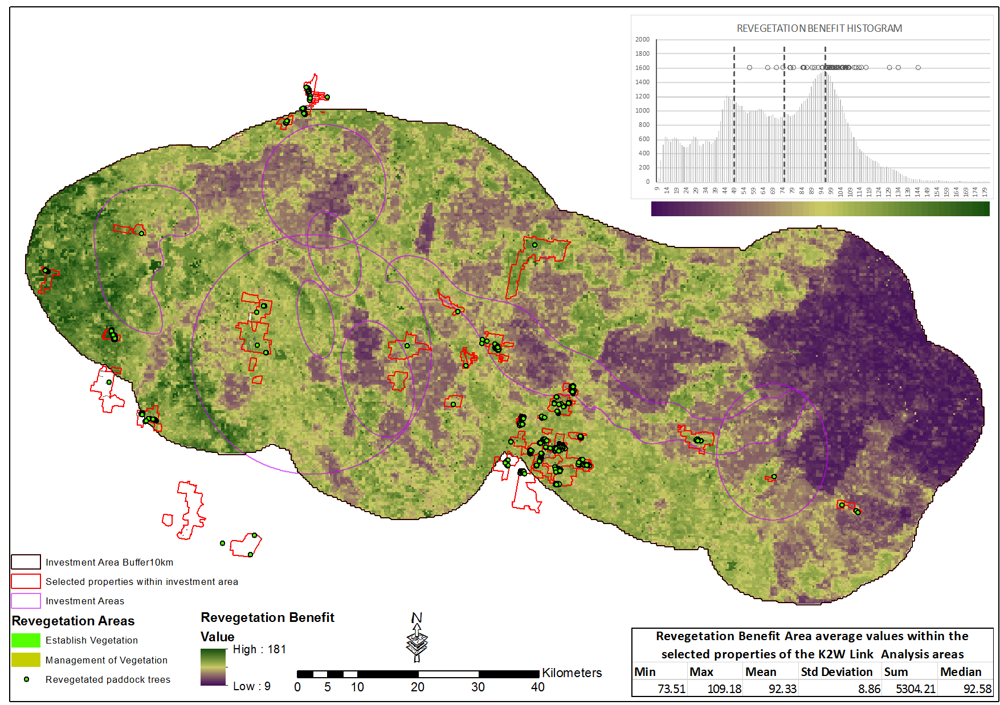 REVEGETATION BENEFIT HISTOGRAM
2000
1800
1600
1400
1200
1000
800
600
400
200
0
9 14 19 24 29 34 39 44 49 54 59 64 69 74 79 84 89 94 99 104 109 114 119 124 129 134 139 144 149 154 159 164 169 174 179
Investment Area Buffer10km
Selected properties within investment area
Investment Areas
Revegetation Areas
Establish Vegetation
Management of Vegetation
Revegetated paddock trees
Revegetation Benefit
Value
High : 181
Low : 9
N
Kilometers
0 5 10 20 30 40
Revegetation Benefit Area average values within the
selected properties of the K2W Link Analysis areas
Min Max Mean Std Deviation Sum Median
73.51 109.18 92.33 8.86 5304.21 92.58